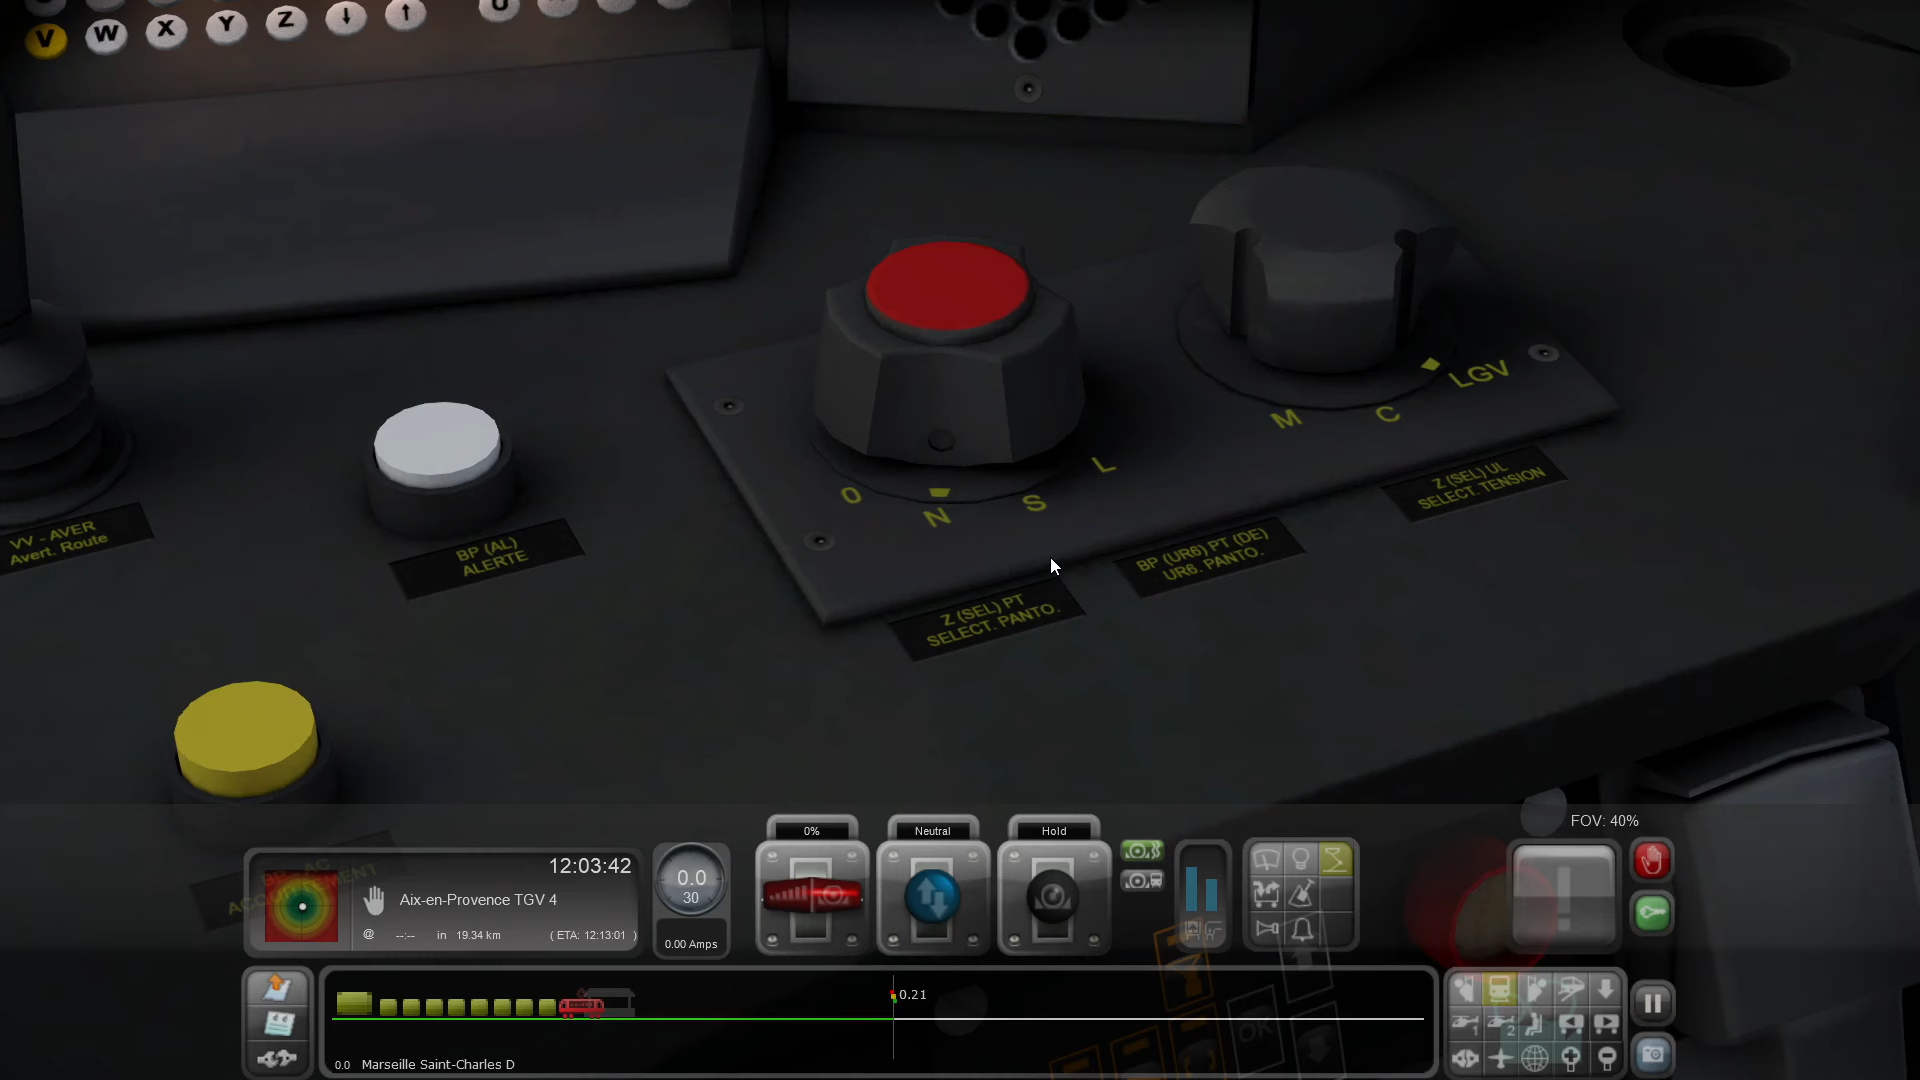 V W X Y Z ↓ ↑
0 N S L
M C LGV
VV - AVER
Avert. Route
BP (AL)
ALERTE
Z (SEL) PT
SELECT. PANTO.
BP (UR6) PT (DE)
UR6. PANTO.
Z (SEL) UL
SELECT. TENSION
FOV: 40%
0%
Neutral
Hold
12:03:42
Aix-en-Provence TGV 4
@ --:-- in 19.34 km ( ETA: 12:13:01 )
0.0
30
0.00 Amps
OK
0.21
1
2
0.0 Marseille Saint-Charles D